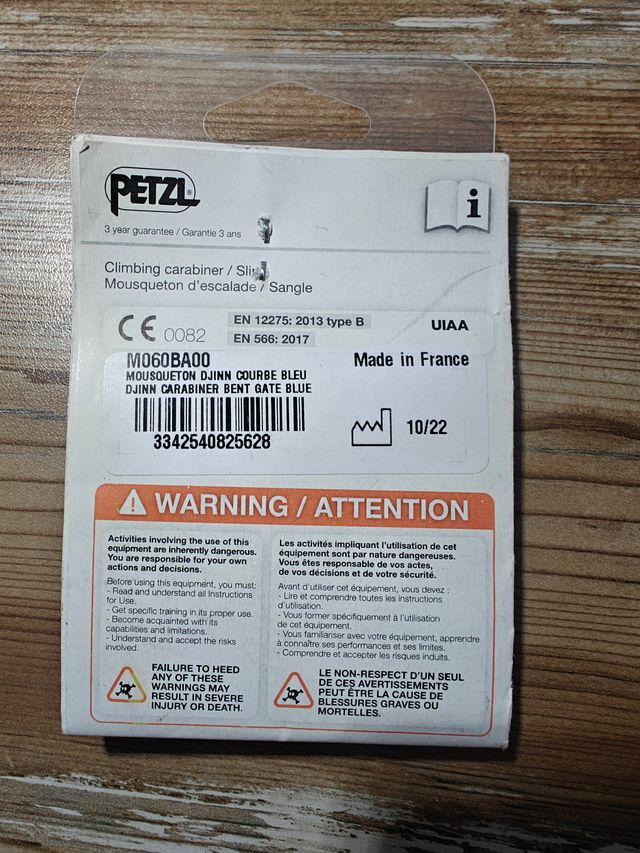 PETZL®
i
3 year guarantee / Garantie 3 ans
Climbing carabiner /
Mousqueton d'escalade / Sangle
CE 0082
EN 12275: 2013 type B
EN 566: 2017
UIAA
M060BA00
Made in France
MOUSQUETON DJINN COURBE BLEU
DJINN CARABINER BENT GATE BLUE
3342540825628
10/22
WARNING / ATTENTION
Activities involving the use of this
equipment are inherently dangerous.
You are responsible for your own
actions and decisions.
Before using this equipment, you must:
- Read and understand all Instructions
for Use.
- Get specific training in its proper use.
- Become acquainted with its
capabilities and limitations.
- Understand and accept the risks
involved.
FAILURE TO HEED
ANY OF THESE
WARNINGS MAY
RESULT IN SEVERE
INJURY OR DEATH.
Les activités impliquant l'utilisation de cet
équipement sont par nature dangereuses.
Vous êtes responsable de vos actes,
de vos décisions et de votre sécurité.
Avant d'utiliser cet équipement, vous devez :
- Lire et comprendre toutes les instructions
d'utilisation.
- Vous former spécifiquement à l'utilisation
de cet équipement.
- Vous familiariser avec votre équipement, apprendre
à connaître ses performances et ses limites.
- Comprendre et accepter les risques induits.
LE NON-RESPECT D'UN SEUL
DE CES AVERTISSEMENTS
PEUT ÊTRE LA CAUSE DE
BLESSURES GRAVES OU
MORTELLES.